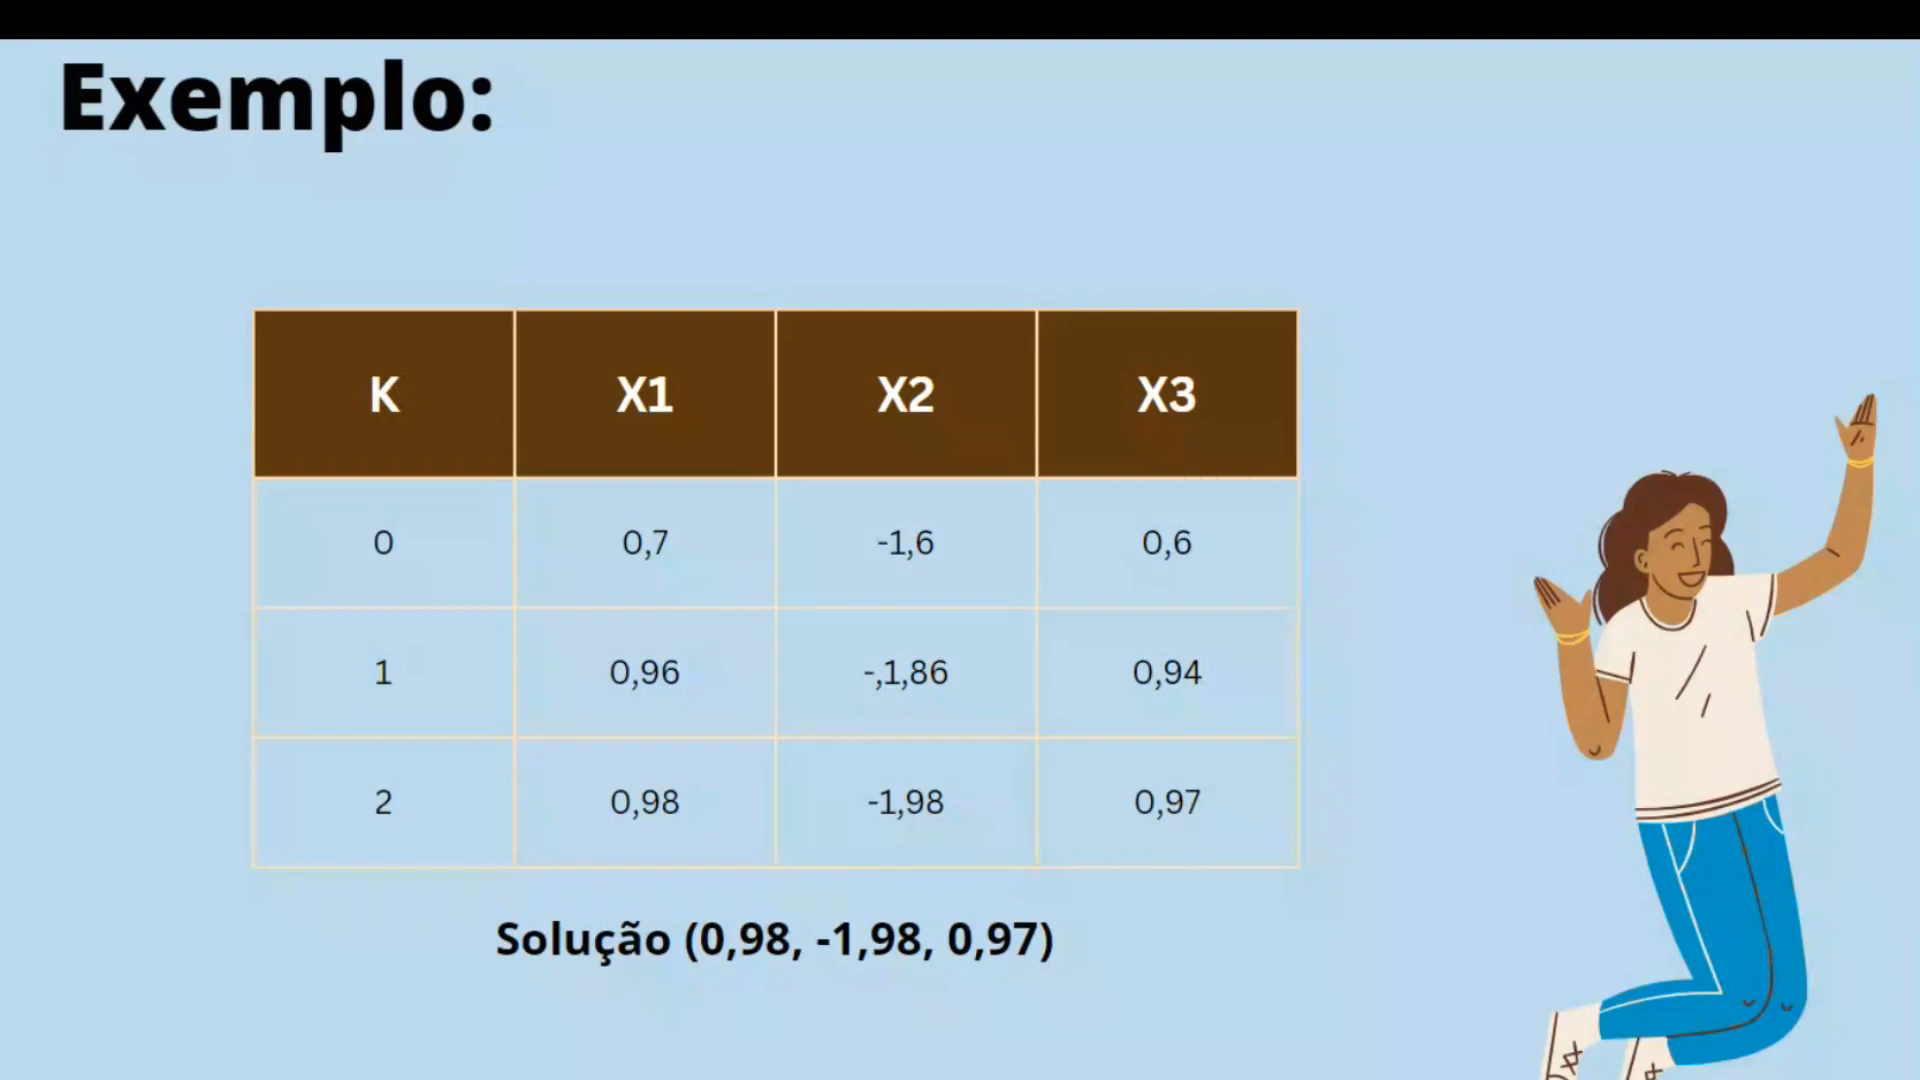 Exemplo:
K X1 X2 X3
0 0,7 -1,6 0,6
1 0,96 -,1,86 0,94
2 0,98 -1,98 0,97
Solução (0,98, -1,98, 0,97)